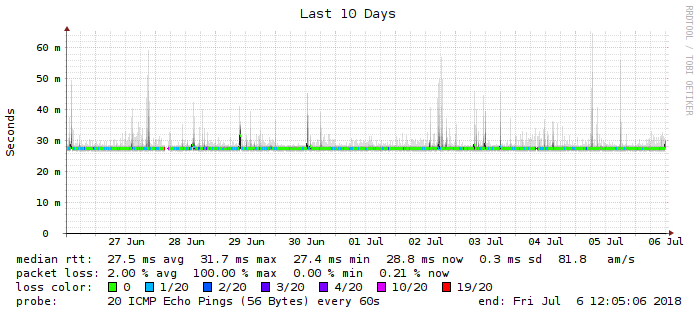 Last 10 Days
RRDTOOL / TOBI OETIKER
Seconds
60 m
50 m
40 m
30 m
20 m
10 m
0
27 Jun 28 Jun 29 Jun 30 Jun 01 Jul 02 Jul 03 Jul 04 Jul 05 Jul 06 Jul
median rtt: 27.5 ms avg 31.7 ms max 27.4 ms min 28.8 ms now 0.3 ms sd 81.8 am/s
packet loss: 2.00 % avg 100.00 % max 0.00 % min 0.21 % now
loss color: 0 1/20 2/20 3/20 4/20 10/20 19/20
probe: 20 ICMP Echo Pings (56 Bytes) every 60s end: Fri Jul 6 12:05:06 2018